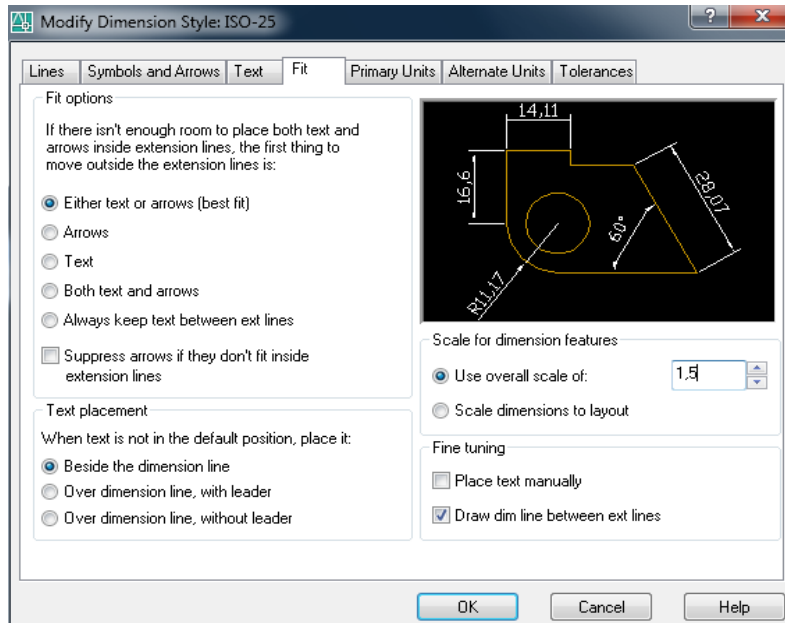 Modify Dimension Style: ISO-25
Lines Symbols and Arrows Text Fit Primary Units Alternate Units Tolerances
Fit options
If there isn't enough room to place both text and
arrows inside extension lines, the first thing to
move outside the extension lines is:
Either text or arrows (best fit)
Arrows
Text
Both text and arrows
Always keep text between ext lines
Suppress arrows if they don't fit inside
extension lines
Text placement
When text is not in the default position, place it:
Beside the dimension line
Over dimension line, with leader
Over dimension line, without leader
14,11
16,6
28,07
60°
R11,17
Scale for dimension features
Use overall scale of: 1,5
Scale dimensions to layout
Fine tuning
Place text manually
Draw dim line between ext lines
OK Cancel Help